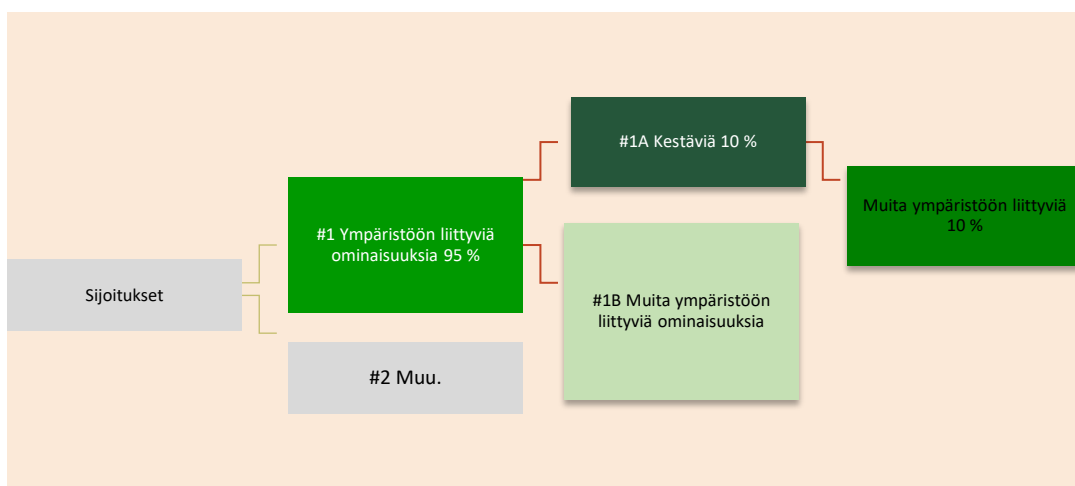 Sijoitukset
#1 Ympäristöön liittyviä
ominaisuuksia 95 %
#2 Muu.
#1A Kestäviä 10 %
#1B Muita ympäristöön
liittyviä ominaisuuksia
Muita ympäristöön liittyviä
10 %